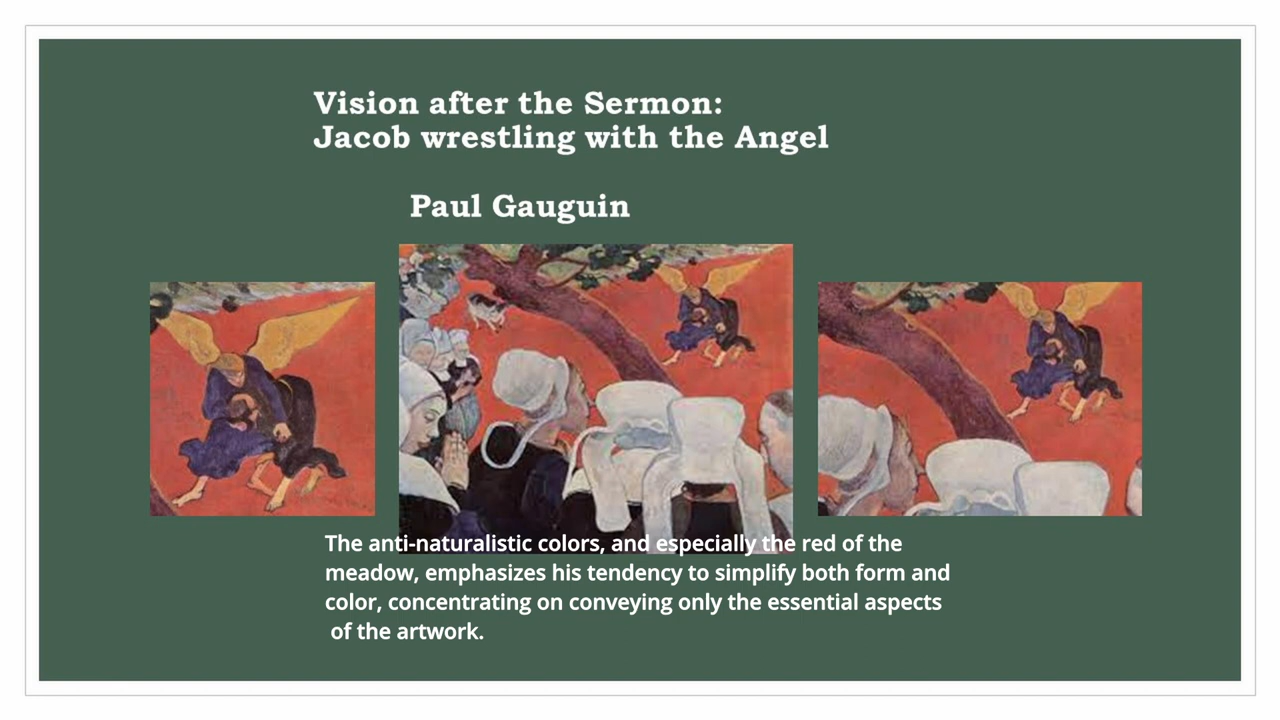 Vision after the Sermon:
Jacob wrestling with the Angel
Paul Gauguin
The anti-naturalistic colors, and especially the red of the
meadow, emphasizes his tendency to simplify both form and
color, concentrating on conveying only the essential aspects
of the artwork.